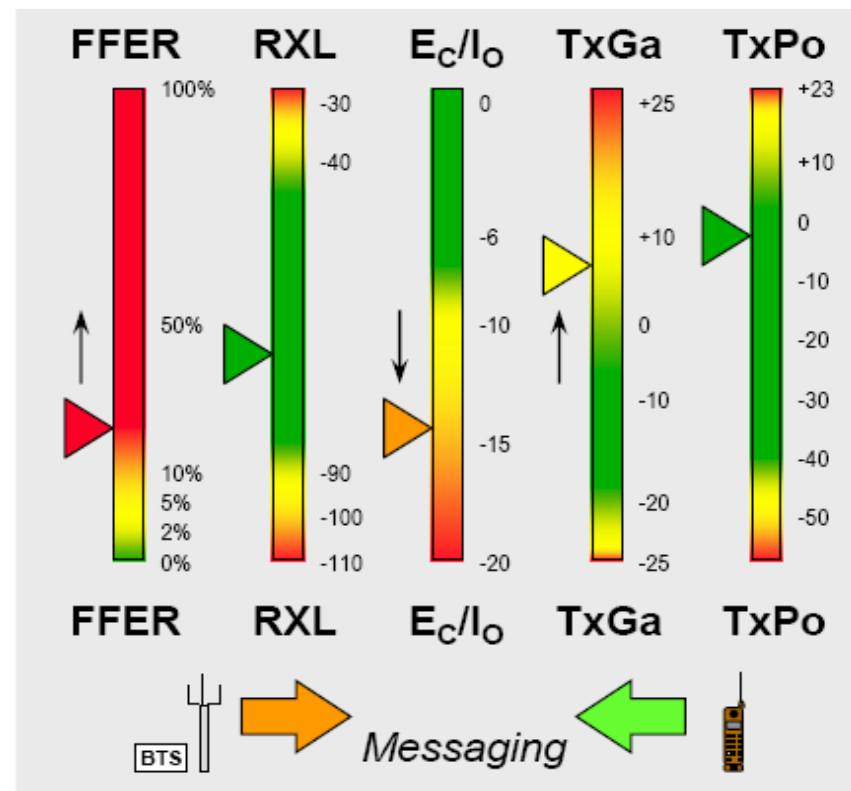 FFER RXL EC/IO TxGa TxPo
100% -30 0 +25 +23
-40 +10
-6 +10 0
-10
50% -10 0 -20
-10 -30
-15 -40
10% -90
5% -20
2% -100 -50
0% -110 -20 -25
FFER RXL EC/IO TxGa TxPo
BTS Messaging